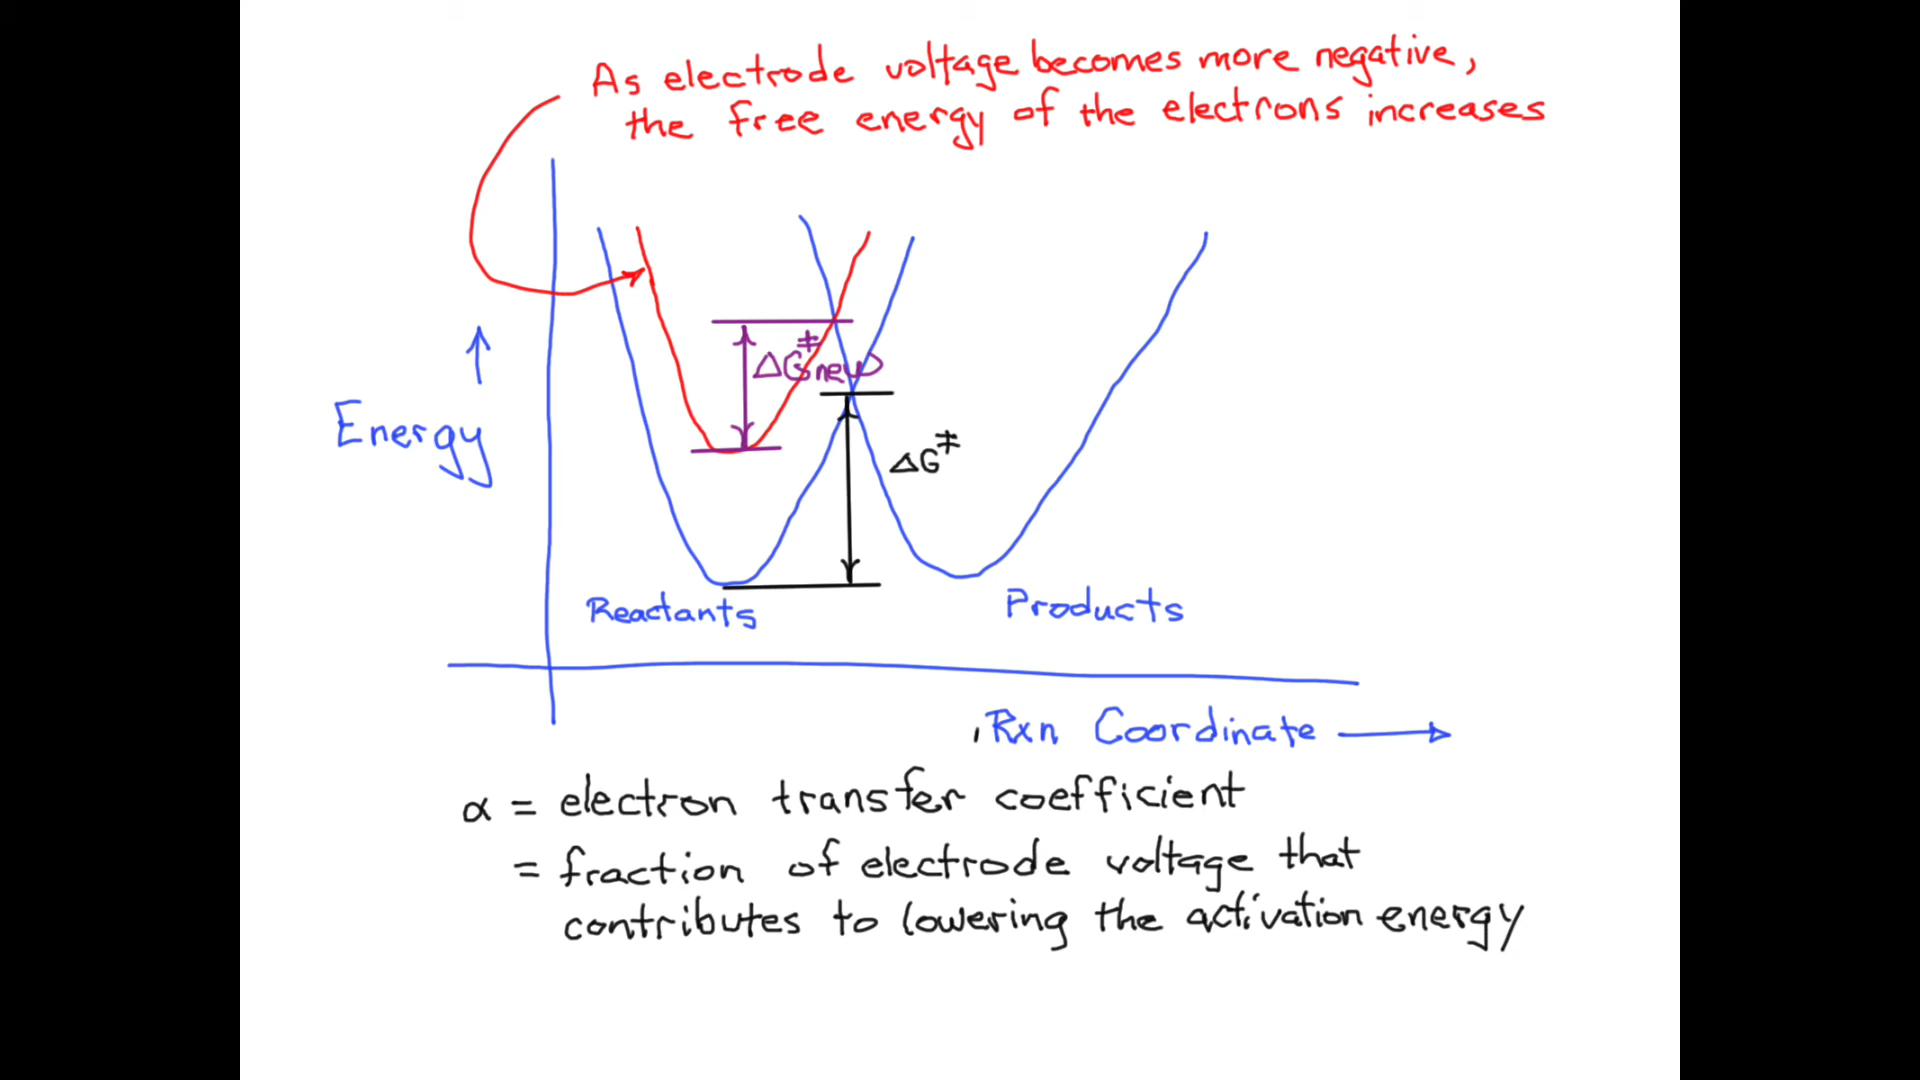 As electrode voltage becomes more negative,
the free energy of the electrons increases
ΔG‡new
ΔG‡
Energy
Reactants
Products
Rxn Coordinate
α = electron transfer coefficient
= fraction of electrode voltage that
contributes to lowering the activation energy